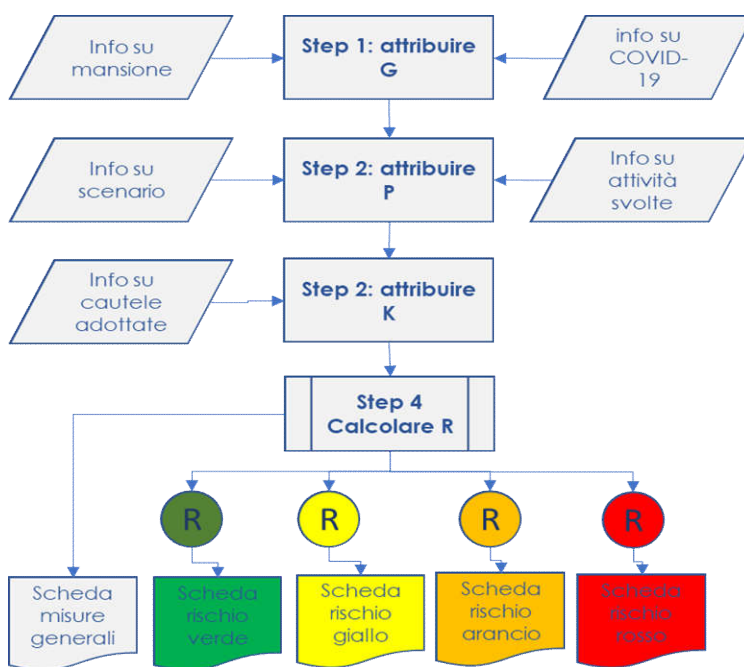 Info su
mansione
Step 1: attribuire
G
info su
COVID-
19
Info su
scenario
Step 2: attribuire
P
Info su
attività
svolte
Info su
cautele
adottate
Step 2: attribuire
K
Step 4
Calcolare R
R
R
R
R
Scheda
misure
generali
Scheda
rischio
verde
Scheda
rischio
giallo
Scheda
rischio
arancio
Scheda
rischio
rosso